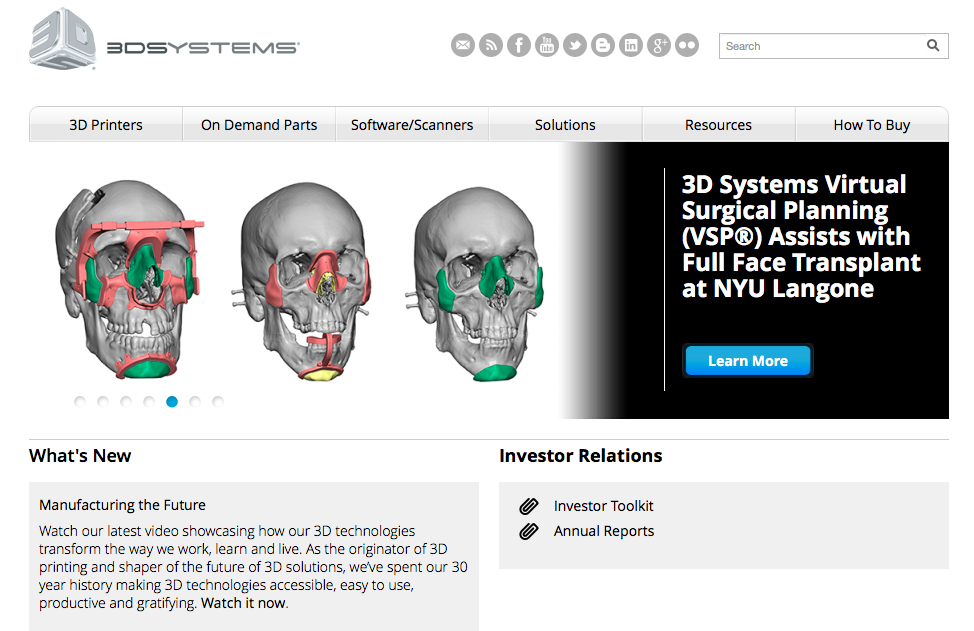 3DSYSTEMS®
Search
3D Printers
On Demand Parts
Software/Scanners
Solutions
Resources
How To Buy
3D Systems Virtual
Surgical Planning
(VSP®) Assists with
Full Face Transplant
at NYU Langone
Learn More
What's New
Manufacturing the Future
Watch our latest video showcasing how our 3D technologies
transform the way we work, learn and live. As the originator of 3D
printing and shaper of the future of 3D solutions, we’ve spent our 30
year history making 3D technologies accessible, easy to use,
productive and gratifying. Watch it now.
Investor Relations
Investor Toolkit
Annual Reports